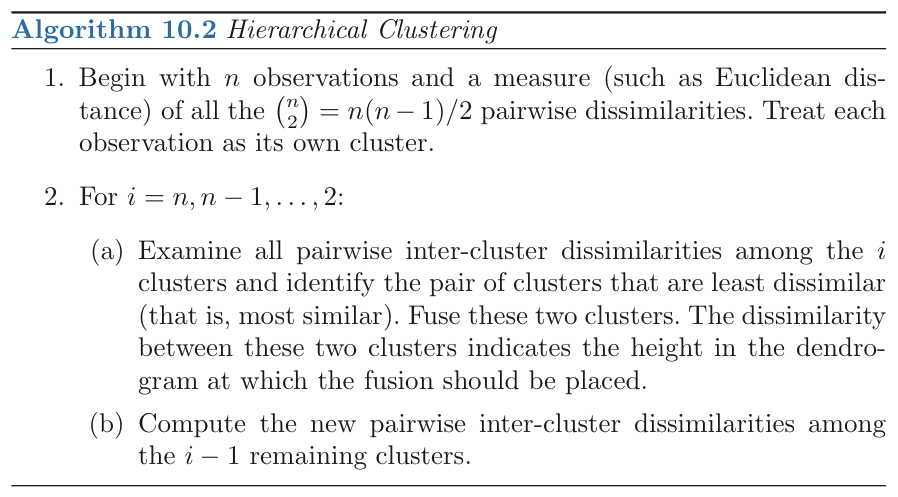 Algorithm 10.2 Hierarchical Clustering
1. Begin with n observations and a measure (such as Euclidean dis-
tance) of all the (n 2) = n(n − 1)/2 pairwise dissimilarities. Treat each
observation as its own cluster.
2. For i = n, n − 1, . . . , 2:
(a) Examine all pairwise inter-cluster dissimilarities among the i
clusters and identify the pair of clusters that are least dissimilar
(that is, most similar). Fuse these two clusters. The dissimilarity
between these two clusters indicates the height in the dendro-
gram at which the fusion should be placed.
(b) Compute the new pairwise inter-cluster dissimilarities among
the i − 1 remaining clusters.